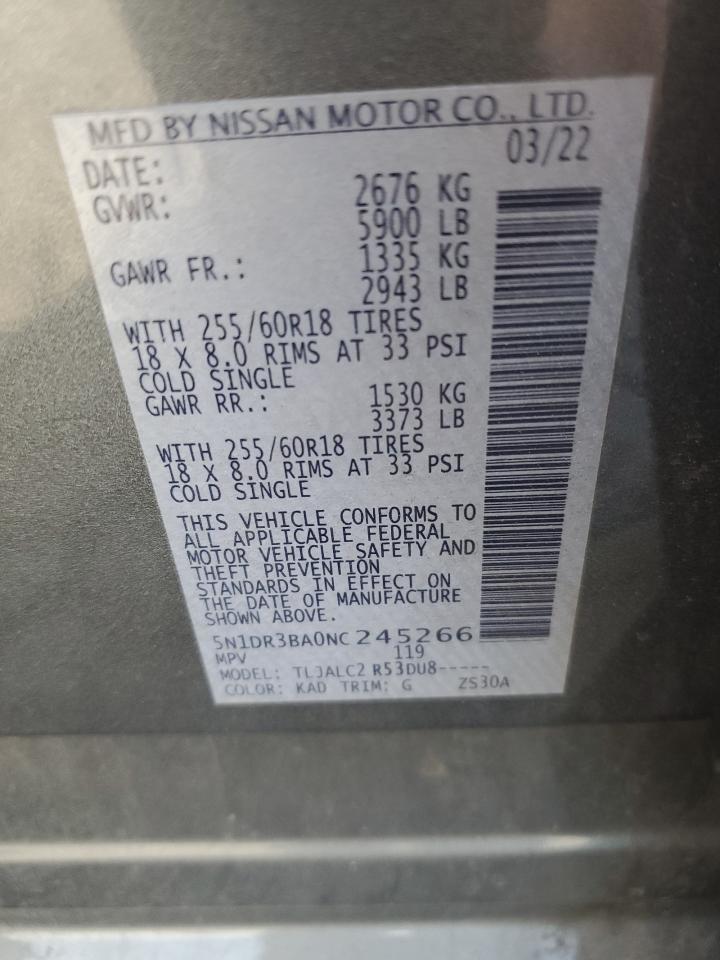 MFD BY NISSAN MOTOR CO., LTD.
DATE: 03/22
GVWR: 2676 KG
5900 LB
GAWR FR.: 1335 KG
2943 LB
WITH 255/60R18 TIRES
18 X 8.0 RIMS AT 33 PSI
COLD SINGLE
GAWR RR.: 1530 KG
3373 LB
WITH 255/60R18 TIRES
18 X 8.0 RIMS AT 33 PSI
COLD SINGLE
THIS VEHICLE CONFORMS TO
ALL APPLICABLE FEDERAL
MOTOR VEHICLE SAFETY AND
THEFT PREVENTION
STANDARDS IN EFFECT ON
THE DATE OF MANUFACTURE
SHOWN ABOVE.
5N1DR3BA0NC 245266
MPV 119
MODEL: TLJALC2 R53DU8-----
COLOR: KAD TRIM: G ZS30A